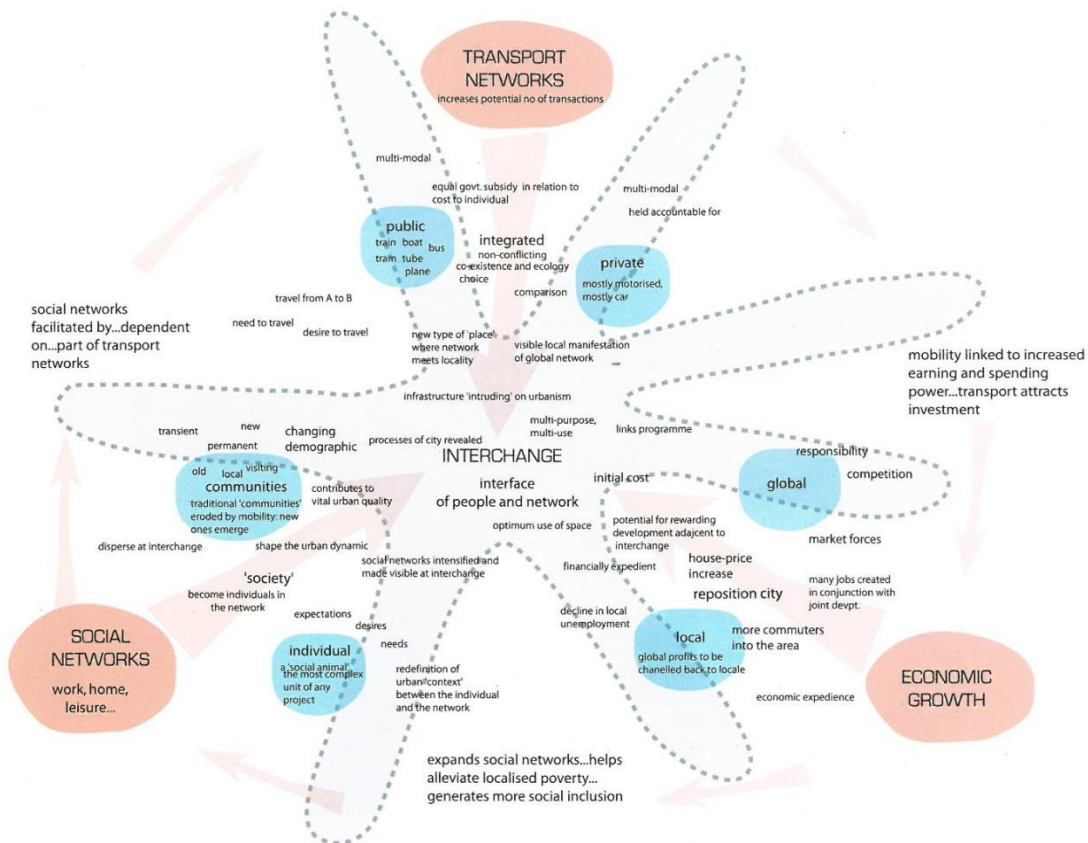 TRANSPORT
NETWORKS
increases potential no of transactions
multi-modal
equal govt. subsidy in relation to
cost to individual
multi-modal
held accountable for
public
train boat
bus
tram tube
plane
integrated
non-conflicting
co-existence and ecology
choice
comparison
private
mostly motorised,
mostly car
travel from A to B
need to travel
desire to travel
social networks
facilitated by...dependent
on...part of transport
networks
new type of 'place'
where network
meets locality
visible local manifestation
of global network
mobility linked to increased
earning and spending
power...transport attracts
investment
infrastructure 'intruding' on urbanism
multi-purpose,
multi-use
links programme
transient
new
permanent
changing
demographic
processes of city revealed
INTERCHANGE
interface
of people and network
initial cost
responsibility
competition
global
market forces
old
local
visiting
communities
traditional 'communities'
eroded by mobility: new
ones emerge
contributes to
vital urban quality
optimum use of space
potential for rewarding
development adjecent to
interchange
disperse at interchange
shape the urban dynamic
social networks intensified and
made visible at interchange
financially expedient
house-price
increase
reposition city
many jobs created
in conjunction with
joint devpt.
'society'
become individuals in
the network
expectations
desires
needs
decline in local
unemployment
SOCIAL
NETWORKS
work, home,
leisure...
individual
a 'social animal'
the most complex
unit of any
project
redefinition of
urban 'context'
between the individual
and the network
local
global profits to be
chanelled back to locale
more commuters
into the area
economic expedience
ECONOMIC
GROWTH
expands social networks...helps
alleviate localised poverty...
generates more social inclusion